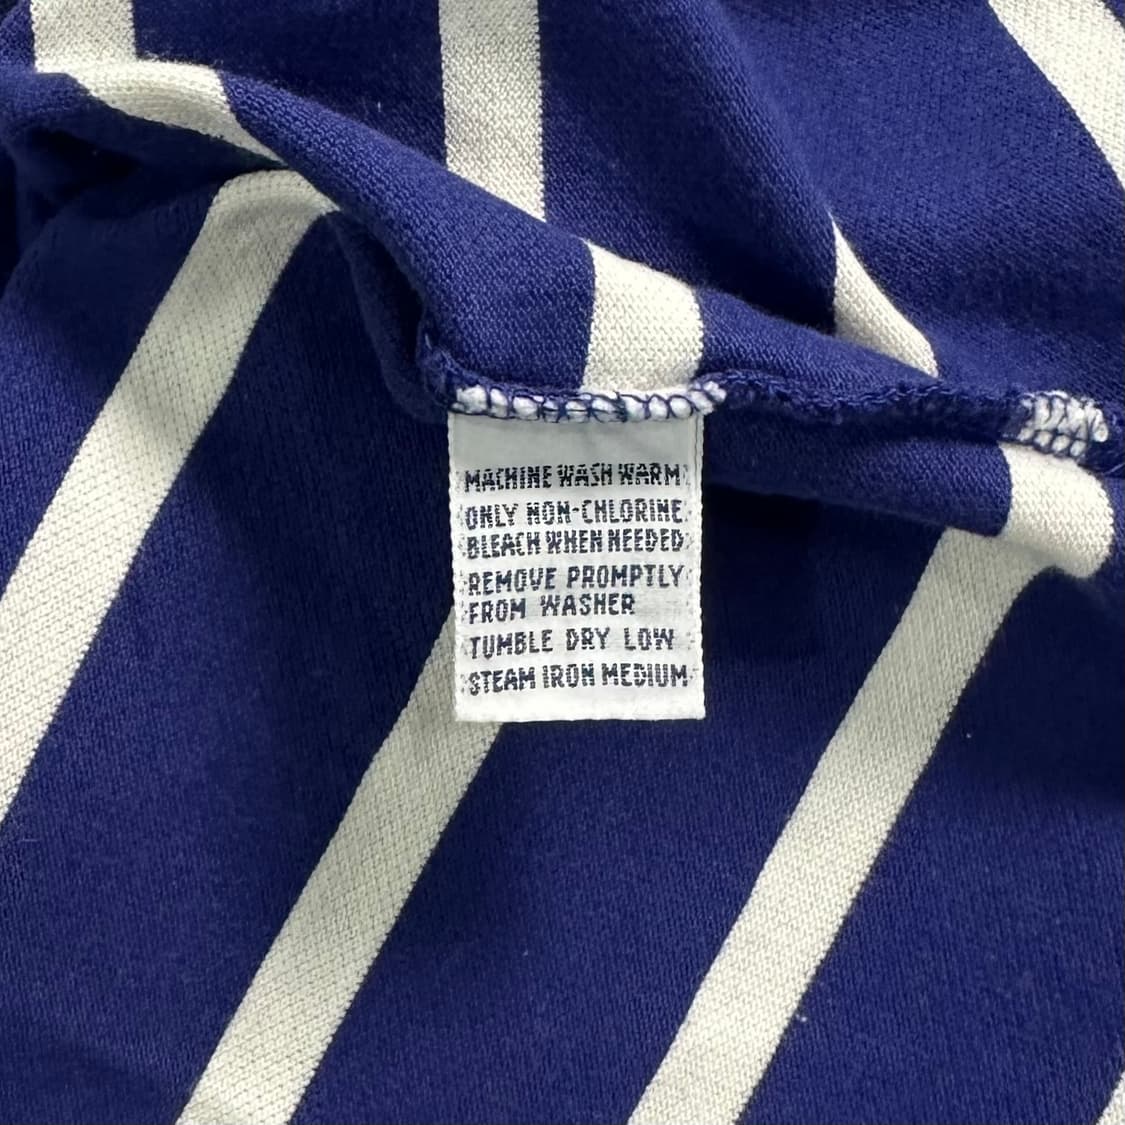 MACHINE WASH WARM
ONLY NON-CHLORINE
BLEACH WHEN NEEDED
REMOVE PROMPTLY
FROM WASHER
TUMBLE DRY LOW
STEAM IRON MEDIUM